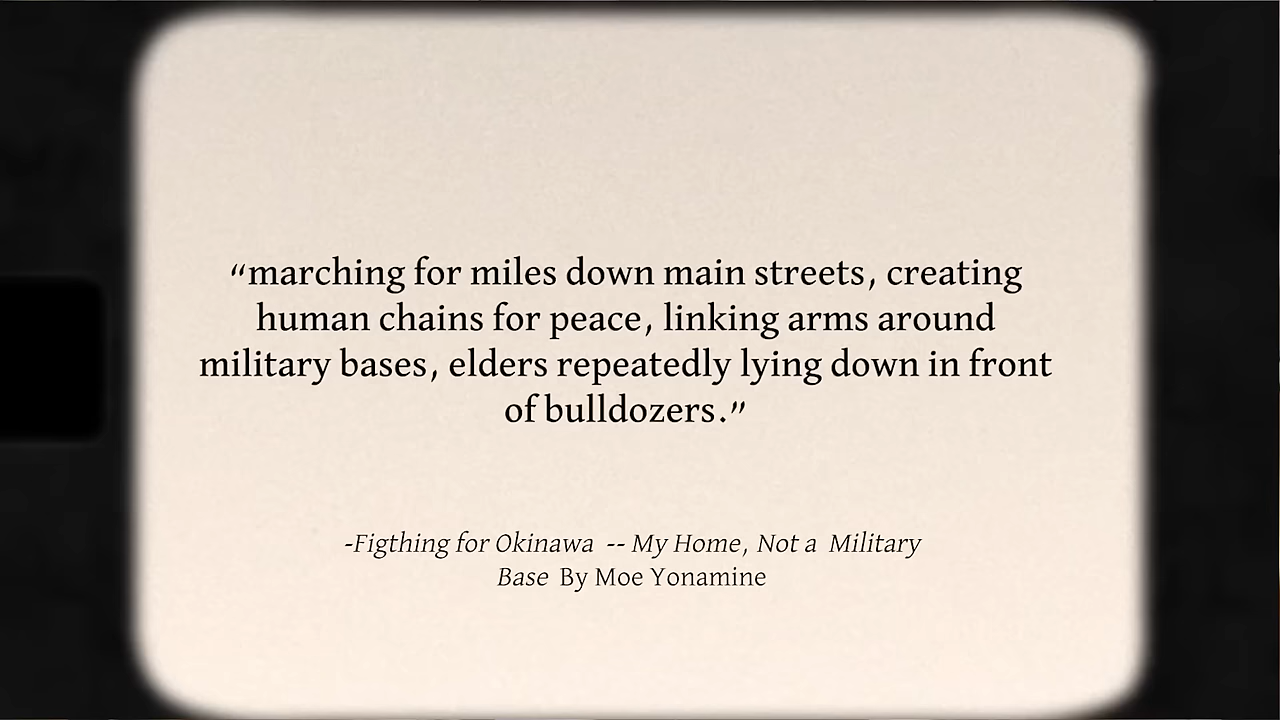 “marching for miles down main streets, creating
human chains for peace, linking arms around
military bases, elders repeatedly lying down in front
of bulldozers.”
-Figthing for Okinawa -- My Home, Not a Military
Base By Moe Yonamine